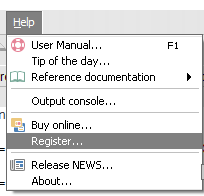 Help
User Manual... F1
Tip of the day...
Reference documentation
Output console...
Buy online...
Register...
Release NEWS...
About...